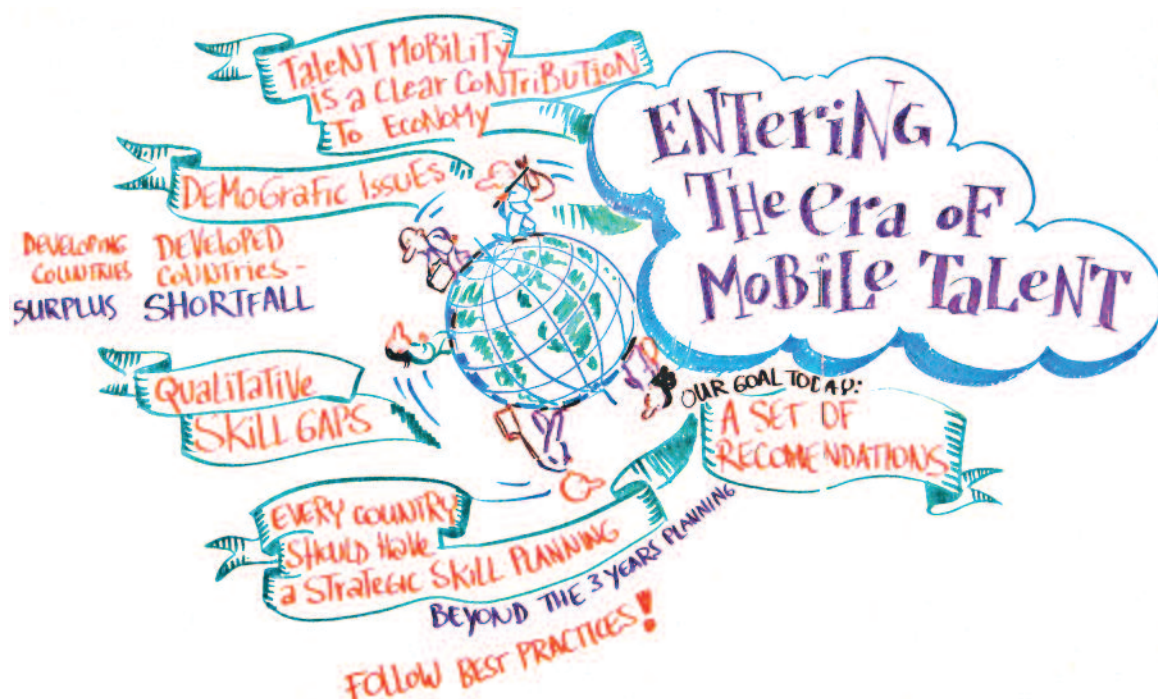 ENTERING
THE ERA OF
MOBILE TALENT
TALENT MOBILITY
IS A CLEAR CONTRIBUTION
TO ECONOMY
DEMOGRAFIC ISSUES
DEVELOPING
COUNTRIES
SURPLUS
DEVELOPED
COUNTRIES -
SHORTFALL
QUALITATIVE
SKILL GAPS
EVERY COUNTRY
SHOULD HAVE
a STRATEGIC SKILL PLANNING
BEYOND THE 3 YEARS PLANNING
FOLLOW BEST PRACTICES!
OUR GOAL TODAY:
A SET OF
RECOMENDATIONS